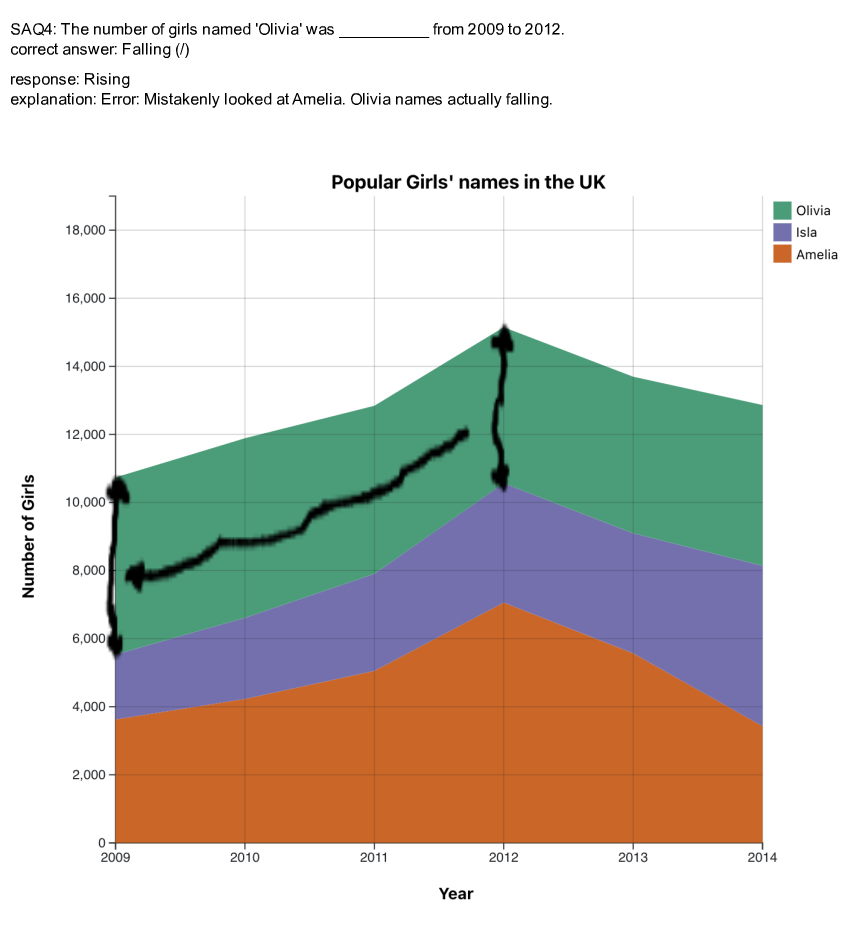 SAQ4: The number of girls named 'Olivia' was ___________ from 2009 to 2012.
correct answer: Falling (/)
response: Rising
explanation: Error: Mistakenly looked at Amelia. Olivia names actually falling.
Popular Girls' names in the UK
Olivia
Isla
Amelia
18,000
16,000
14,000
12,000
10,000
8,000
6,000
4,000
2,000
0
Number of Girls
2009 2010 2011 2012 2013 2014
Year